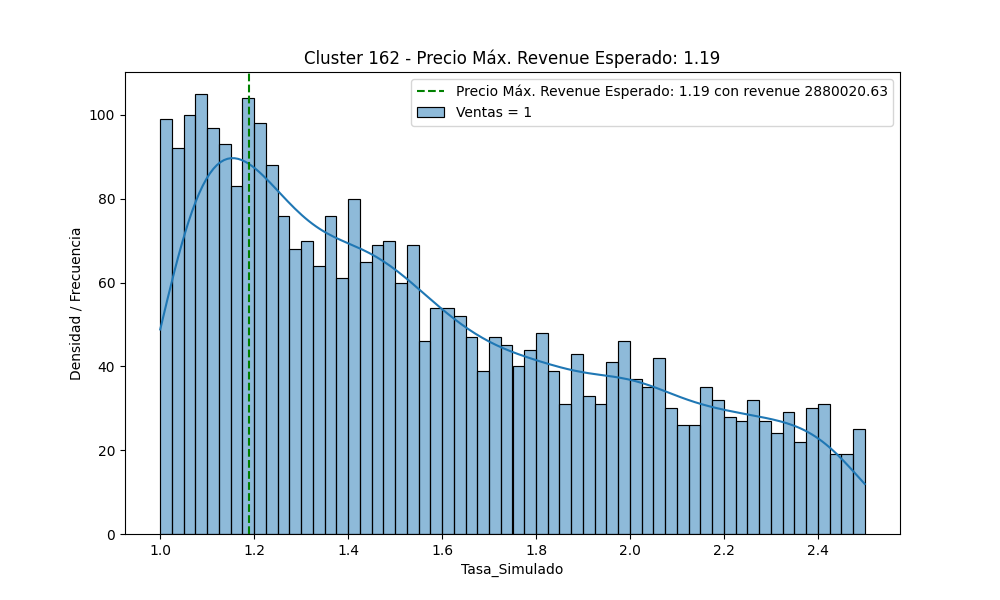 Cluster 162 - Precio Máx. Revenue Esperado: 1.19
Precio Máx. Revenue Esperado: 1.19 con revenue 2880020.63
Ventas = 1
Densidad / Frecuencia
100
80
60
40
20
0
1.0 1.2 1.4 1.6 1.8 2.0 2.2 2.4
Tasa_Simulado